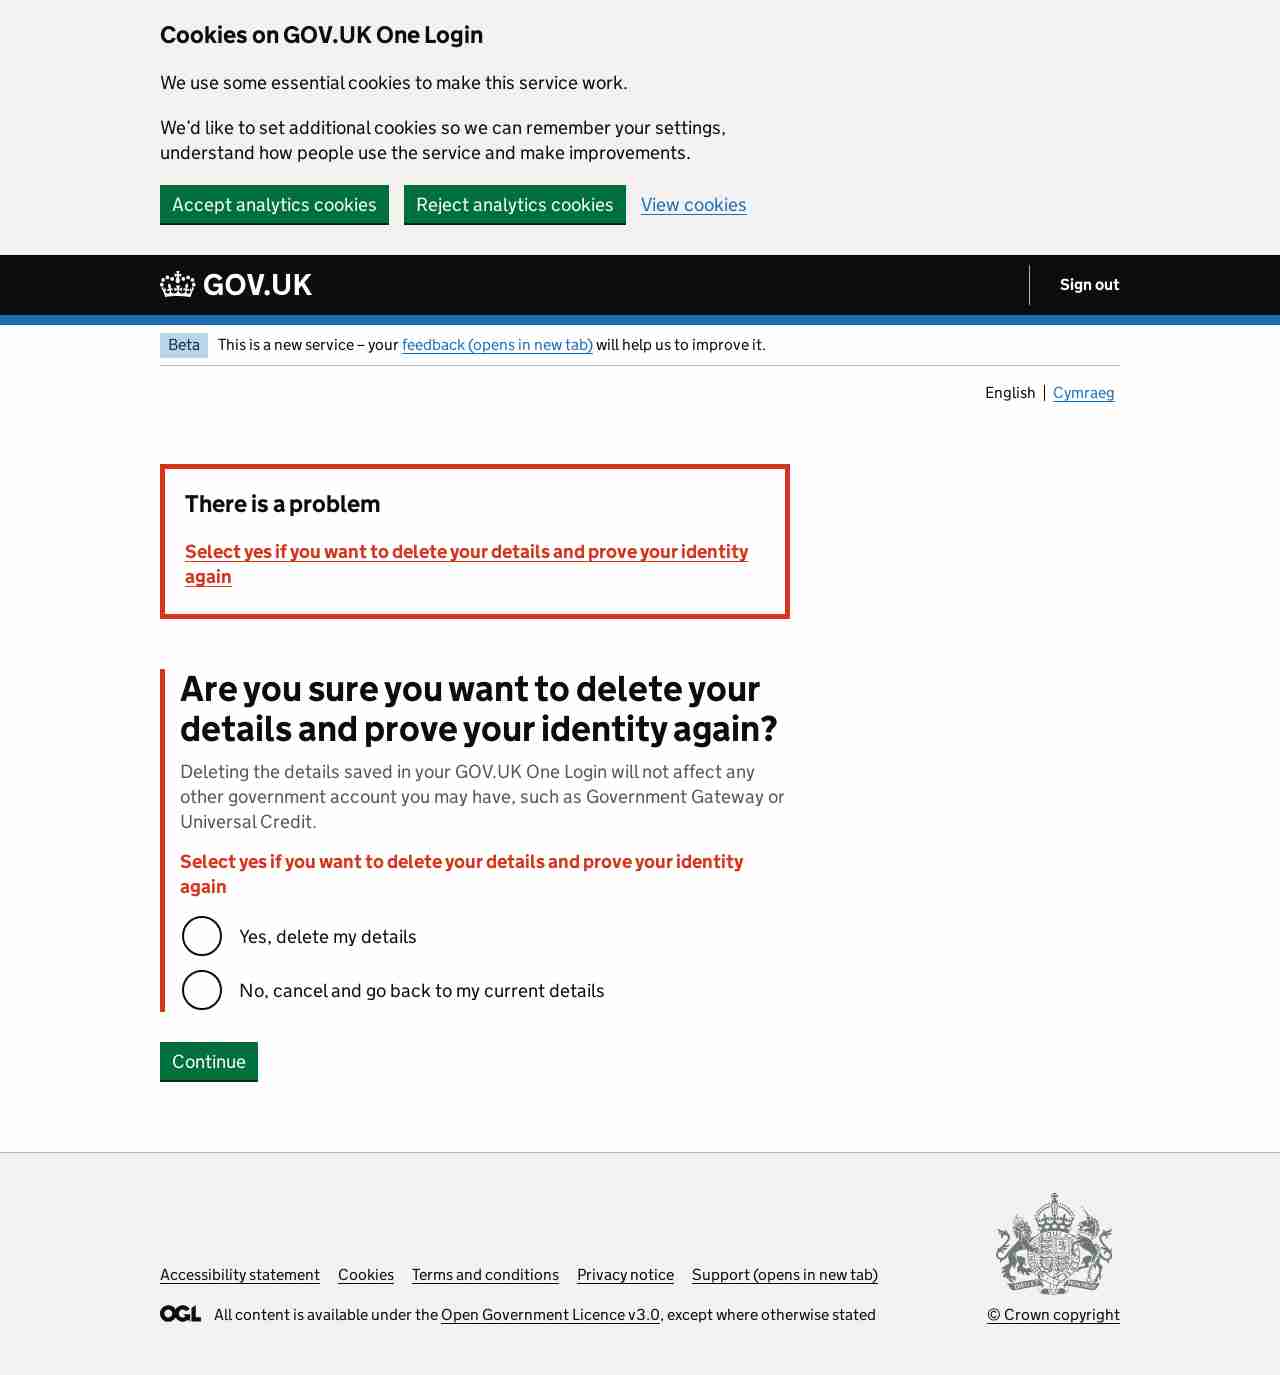 Cookies on GOV.UK One Login
We use some essential cookies to make this service work.
We’d like to set additional cookies so we can remember your settings,
understand how people use the service and make improvements.
Accept analytics cookies Reject analytics cookies View cookies
GOV.UK Sign out
Beta This is a new service – your feedback (opens in new tab) will help us to improve it.
English Cymraeg
There is a problem
Select yes if you want to delete your details and prove your identity
again
Are you sure you want to delete your
details and prove your identity again?
Deleting the details saved in your GOV.UK One Login will not affect any
other government account you may have, such as Government Gateway or
Universal Credit.
Select yes if you want to delete your details and prove your identity
again
Yes, delete my details
No, cancel and go back to my current details
Continue
Accessibility statement Cookies Terms and conditions Privacy notice Support (opens in new tab)
OGL All content is available under the Open Government Licence v3.0, except where otherwise stated
© Crown copyright